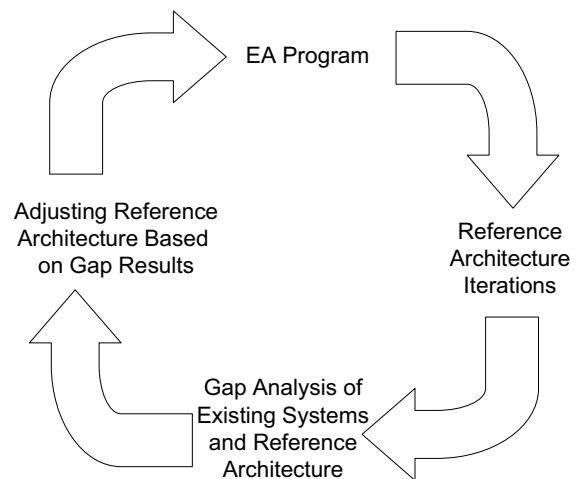 EA Program
Reference
Architecture
Iterations
Gap Analysis of
Existing Systems
and Reference
Architecture
Adjusting Reference
Architecture Based
on Gap Results